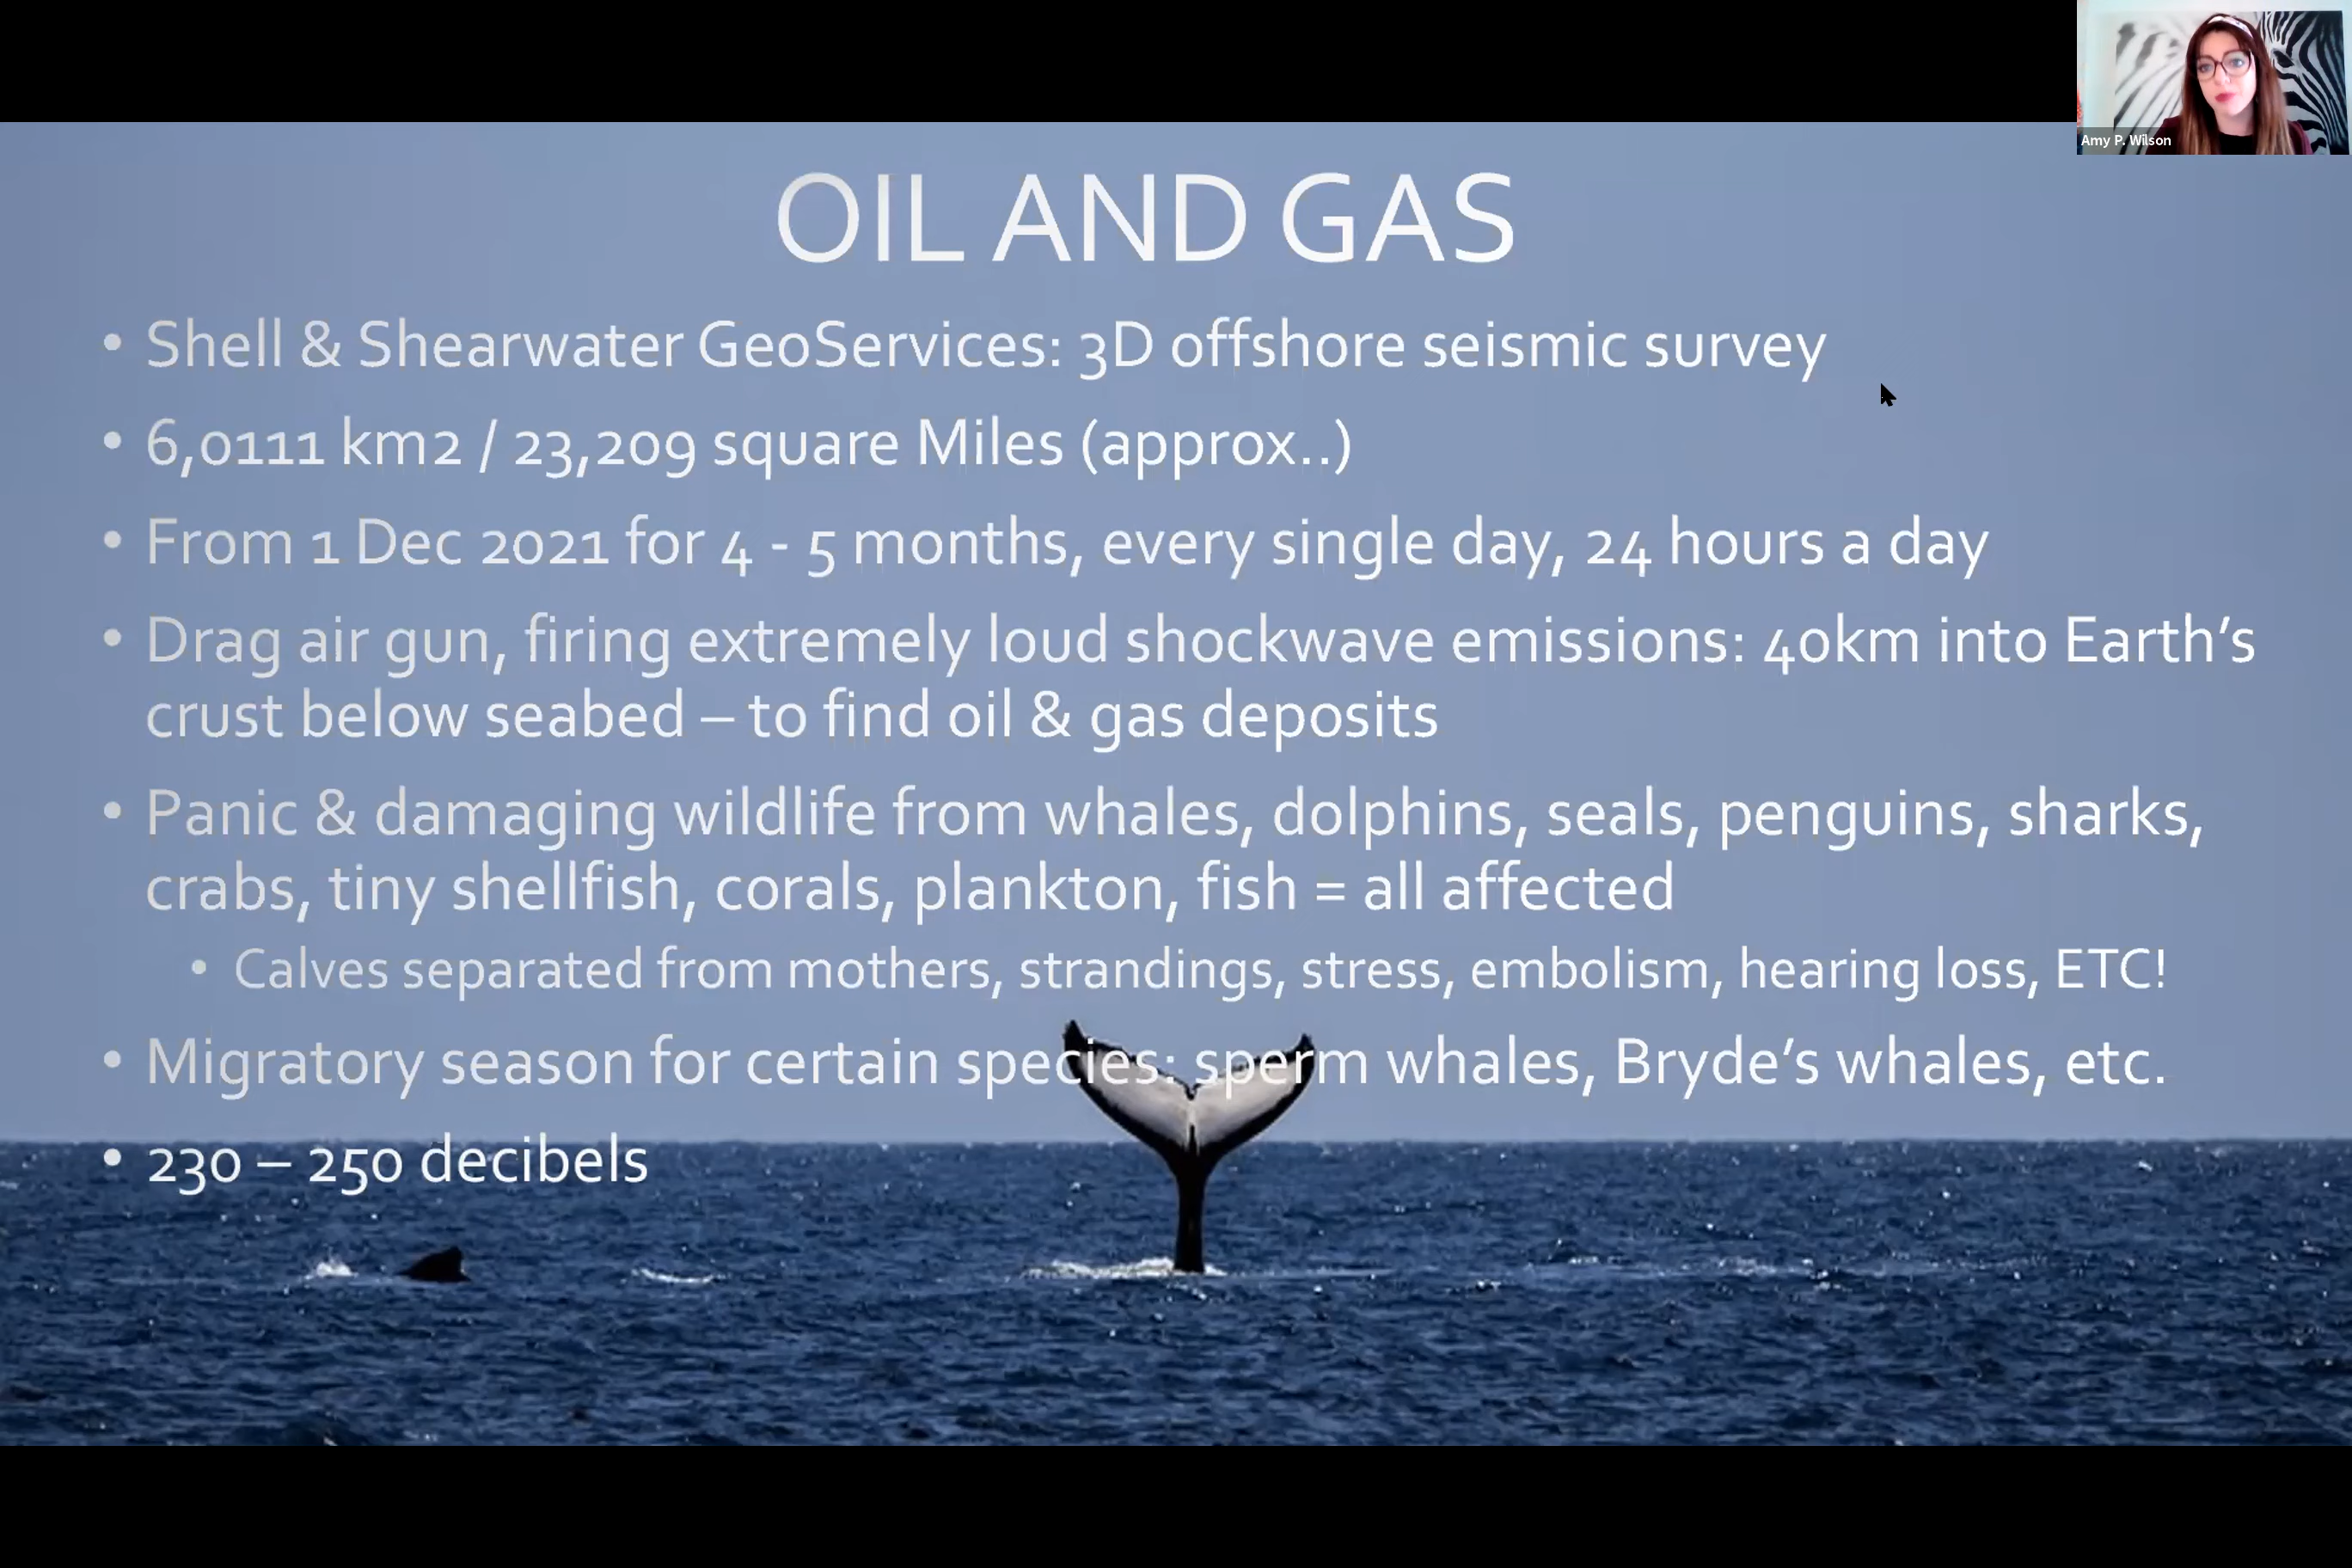 Amy P. Wilson
OIL AND GAS
• Shell & Shearwater GeoServices: 3D offshore seismic survey
• 6,0111 km2 / 23,209 square Miles (approx..)
• From 1 Dec 2021 for 4 - 5 months, every single day, 24 hours a day
• Drag air gun, firing extremely loud shockwave emissions: 40km into Earth’s
crust below seabed – to find oil & gas deposits
• Panic & damaging wildlife from whales, dolphins, seals, penguins, sharks,
crabs, tiny shellfish, corals, plankton, fish = all affected
• Calves separated from mothers, strandings, stress, embolism, hearing loss, ETC!
• Migratory season for certain species: sperm whales, Bryde’s whales, etc.
• 230 – 250 decibels